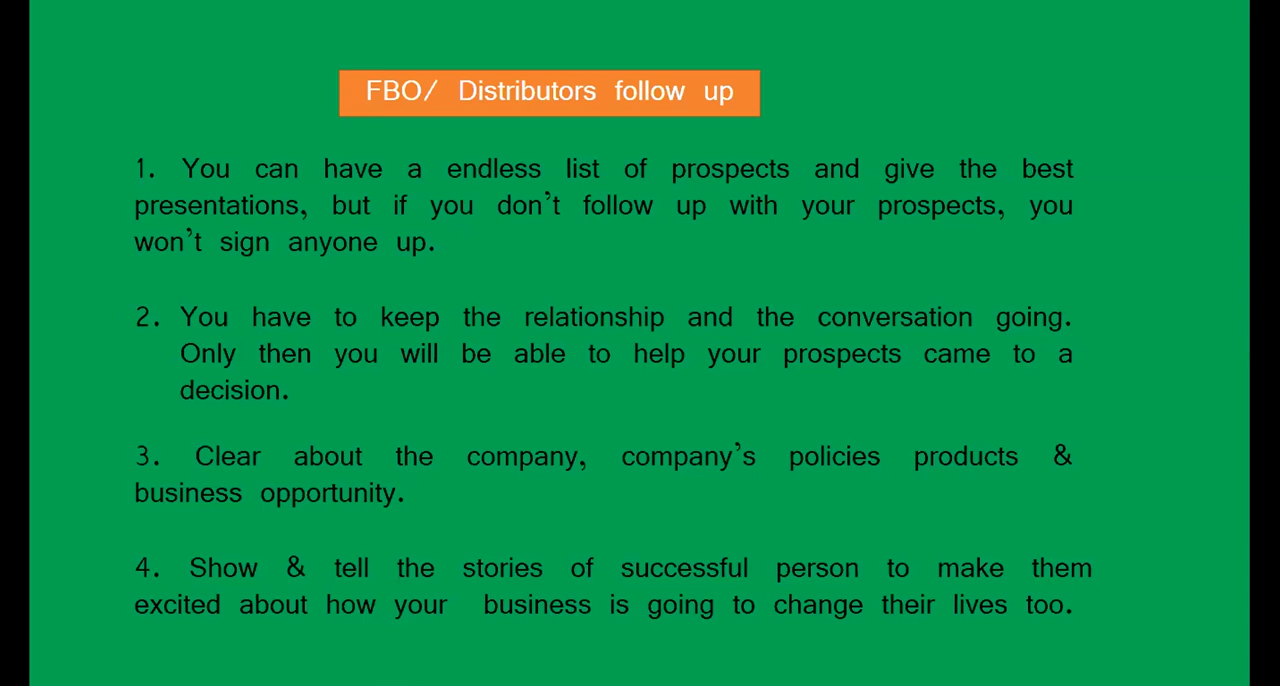 FBO/ Distributors follow up
1. You can have a endless list of prospects and give the best
presentations, but if you don’t follow up with your prospects, you
won’t sign anyone up.
2. You have to keep the relationship and the conversation going.
Only then you will be able to help your prospects came to a
decision.
3. Clear about the company, company’s policies products &
business opportunity.
4. Show & tell the stories of successful person to make them
excited about how your business is going to change their lives too.